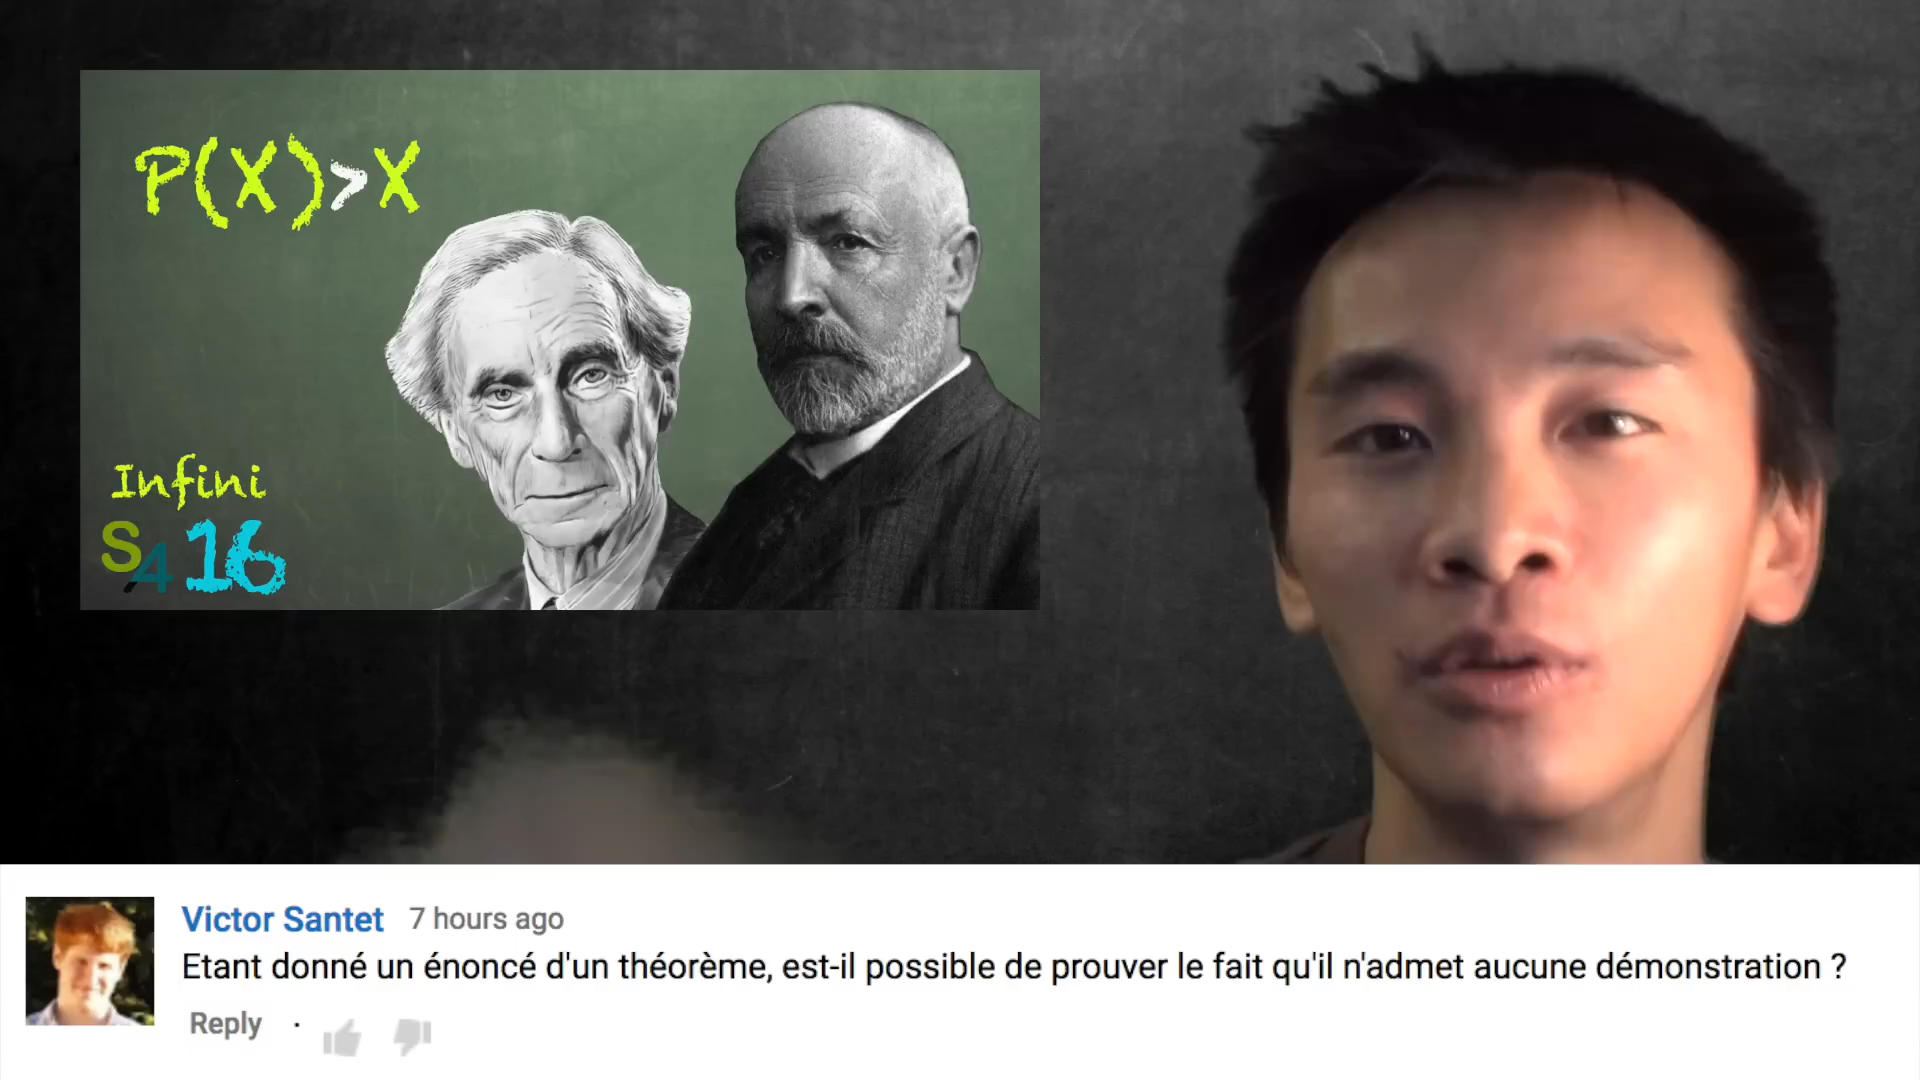 P(X)>X
Infini
S4 16
Victor Santet 7 hours ago
Etant donné un énoncé d'un théorème, est-il possible de prouver le fait qu'il n'admet aucune démonstration ?
Reply ·